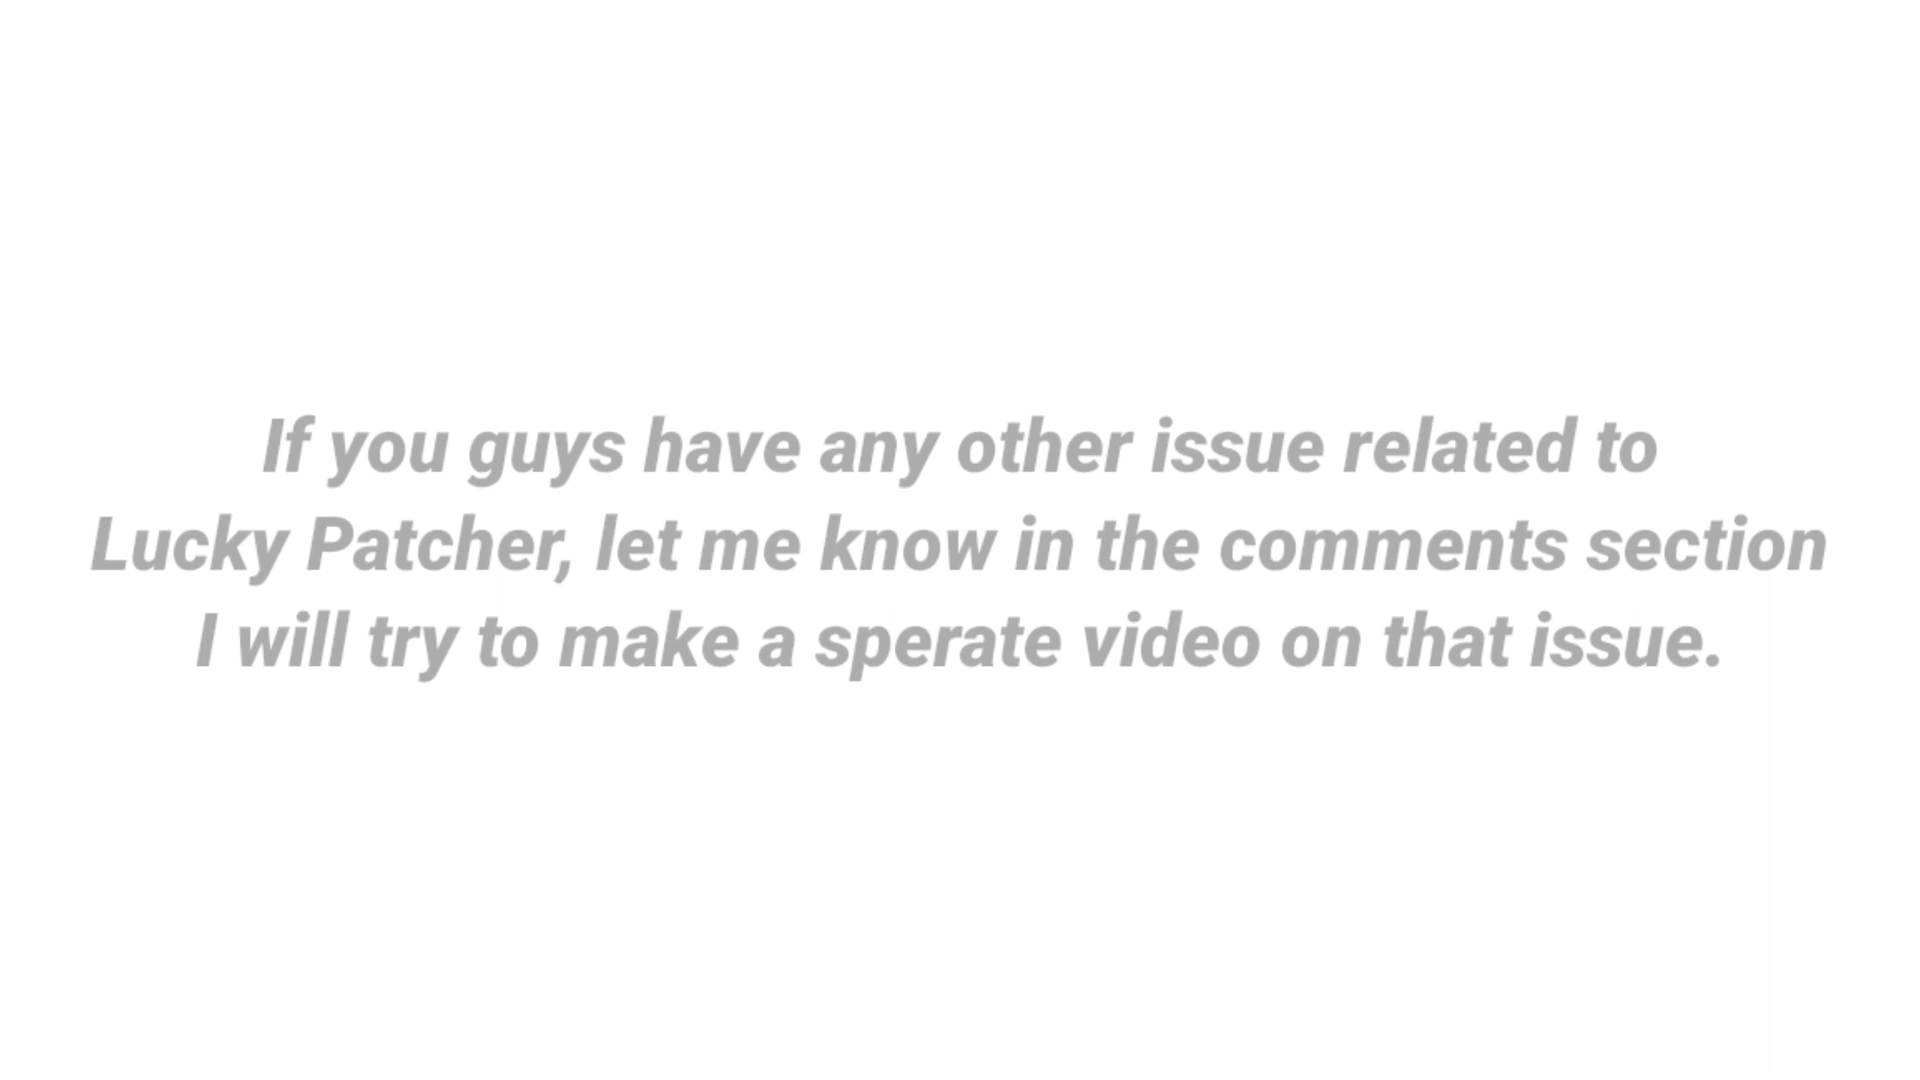 If you guys have any other issue related to
Lucky Patcher, let me know in the comments section
I will try to make a sperate video on that issue.